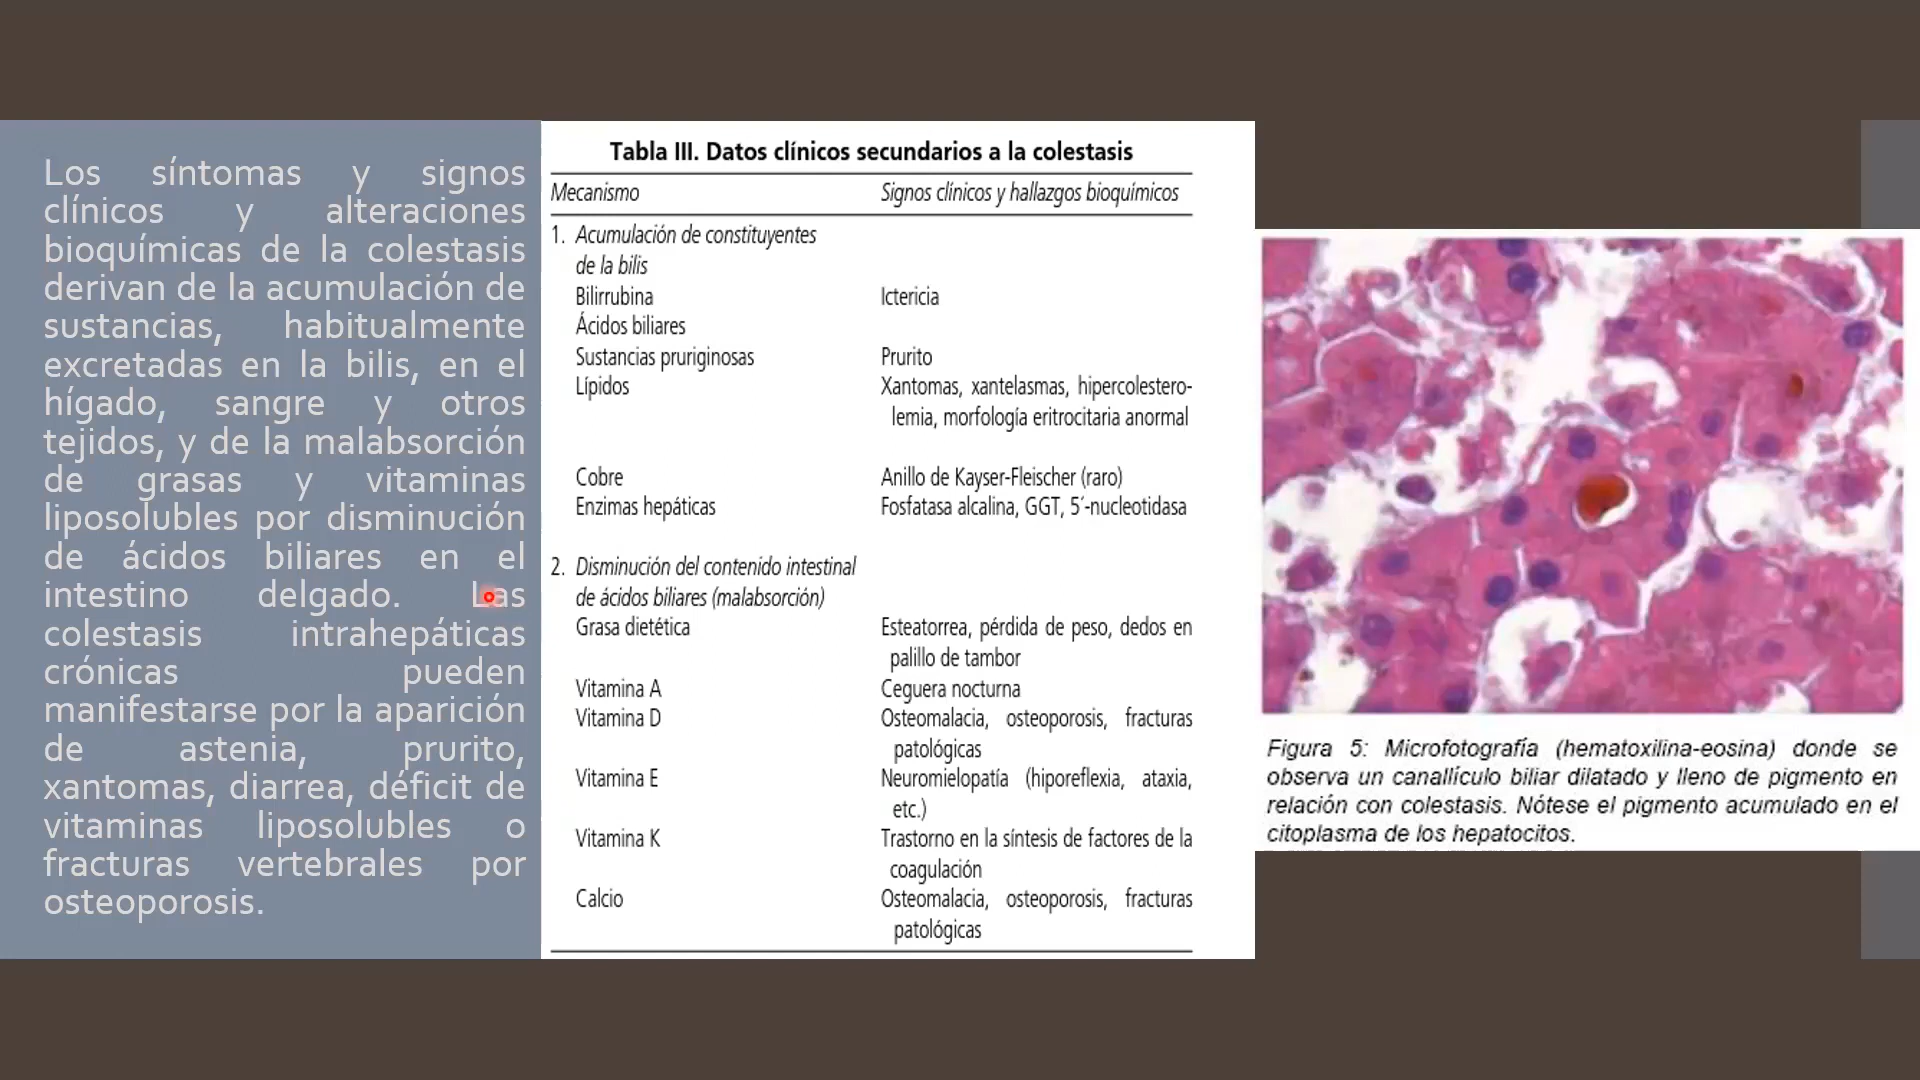 Los síntomas y signos
clínicos y alteraciones
bioquímicas de la colestasis
derivan de la acumulación de
sustancias, habitualmente
excretadas en la bilis, en el
hígado, sangre y otros
tejidos, y de la malabsorción
de grasas y vitaminas
liposolubles por disminución
de ácidos biliares en el
intestino delgado. Las
colestasis intrahepáticas
crónicas pueden
manifestarse por la aparición
de astenia, prurito,
xantomas, diarrea, déficit de
vitaminas liposolubles o
fracturas vertebrales por
osteoporosis.
Tabla III. Datos clínicos secundarios a la colestasis
Mecanismo Signos clínicos y hallazgos bioquímicos
1. Acumulación de constituyentes
de la bilis
Bilirrubina Ictericia
Ácidos biliares
Sustancias pruriginosas Prurito
Lípidos Xantomas, xantelasmas, hipercolestero-
lemia, morfología eritrocitaria anormal
Cobre Anillo de Kayser-Fleischer (raro)
Enzimas hepáticas Fosfatasa alcalina, GGT, 5´-nucleotidasa
2. Disminución del contenido intestinal
de ácidos biliares (malabsorción)
Grasa dietética Esteatorrea, pérdida de peso, dedos en
palillo de tambor
Vitamina A Ceguera nocturna
Vitamina D Osteomalacia, osteoporosis, fracturas
patológicas
Vitamina E Neuromielopatía (hiporeflexia, ataxia,
etc.)
Vitamina K Trastorno en la síntesis de factores de la
coagulación
Calcio Osteomalacia, osteoporosis, fracturas
patológicas
Figura 5: Microfotografía (hematoxilina-eosina) donde se
observa un canallículo biliar dilatado y lleno de pigmento en
relación con colestasis. Nótese el pigmento acumulado en el
citoplasma de los hepatocitos.